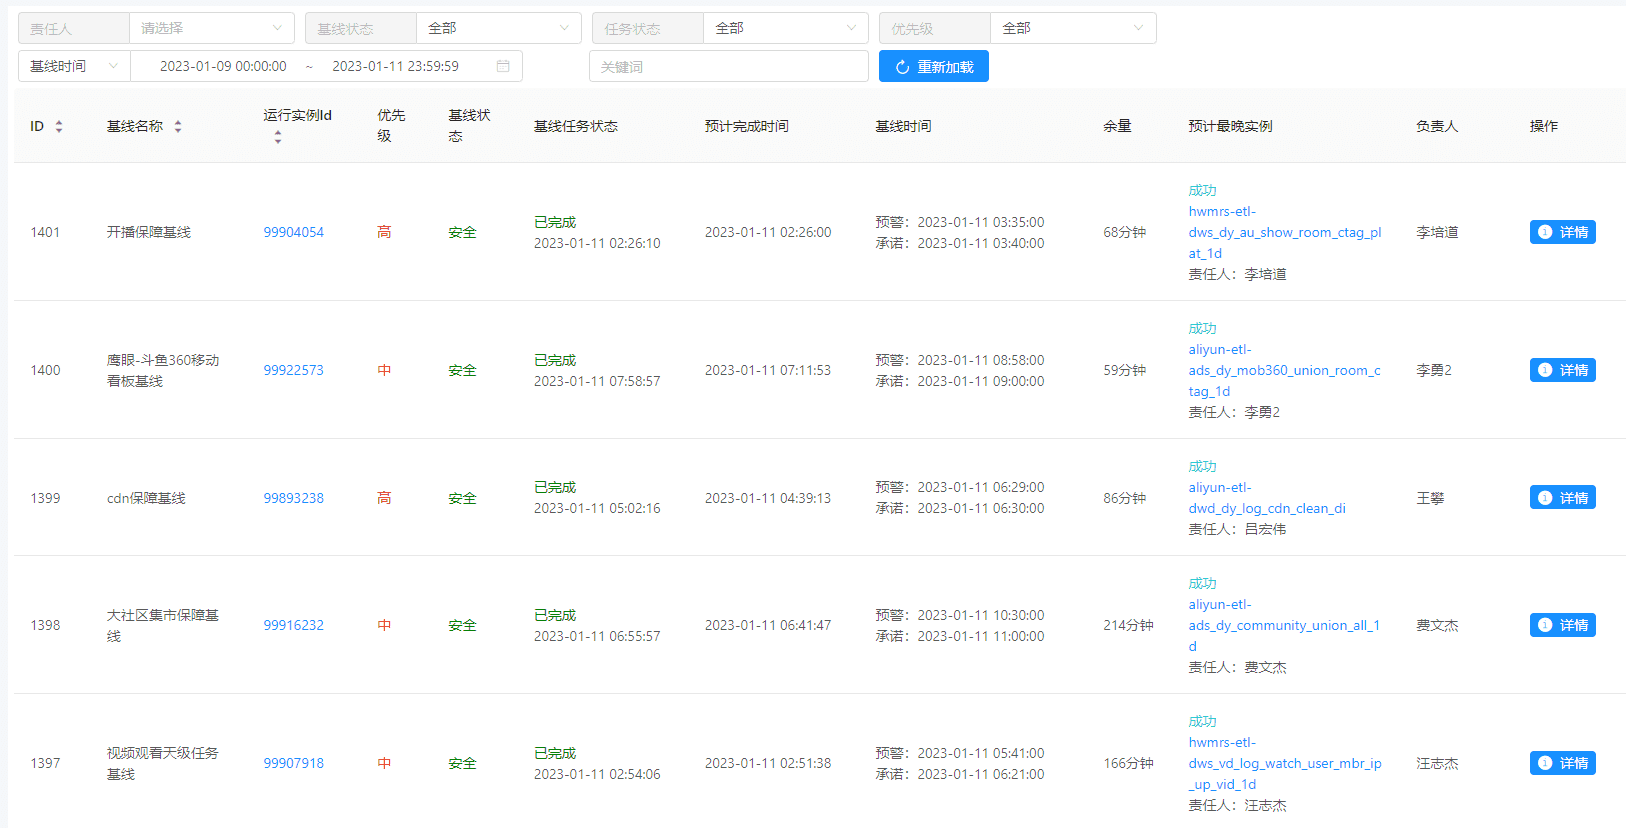 责任人 请选择 基线状态 全部 任务状态 全部 优先级 全部
基线时间 2023-01-09 00:00:00 ~ 2023-01-11 23:59:59 关键词 重新加载
ID 基线名称 运行实例Id 优先级 基线状态 基线任务状态 预计完成时间 基线时间 余量 预计最晚实例 负责人 操作
1401
开播保障基线
99904054
高
安全
已完成
2023-01-11 02:26:10
2023-01-11 02:26:00
预警：2023-01-11 03:35:00
承诺：2023-01-11 03:40:00
68分钟
成功
hwmrs-etl-
dws_dy_au_show_room_ctag_pl
at_1d
责任人：李培道
李培道
详情
1400
鹰眼-斗鱼360移动
看板基线
99922573
中
安全
已完成
2023-01-11 07:58:57
2023-01-11 07:11:53
预警：2023-01-11 08:58:00
承诺：2023-01-11 09:00:00
59分钟
成功
aliyun-etl-
ads_dy_mob360_union_room_c
tag_1d
责任人：李勇2
李勇2
详情
1399
cdn保障基线
99893238
高
安全
已完成
2023-01-11 05:02:16
2023-01-11 04:39:13
预警：2023-01-11 06:29:00
承诺：2023-01-11 06:30:00
86分钟
成功
aliyun-etl-
dwd_dy_log_cdn_clean_di
责任人：吕宏伟
王攀
详情
1398
大社区集市保障基
线
99916232
中
安全
已完成
2023-01-11 06:55:57
2023-01-11 06:41:47
预警：2023-01-11 10:30:00
承诺：2023-01-11 11:00:00
214分钟
成功
aliyun-etl-
ads_dy_community_union_all_1
d
责任人：费文杰
费文杰
详情
1397
视频观看天级任务
基线
99907918
中
安全
已完成
2023-01-11 02:54:06
2023-01-11 02:51:38
预警：2023-01-11 05:41:00
承诺：2023-01-11 06:21:00
166分钟
成功
hwmrs-etl-
dws_vd_log_watch_user_mbr_ip
_up_vid_1d
责任人：汪志杰
汪志杰
详情